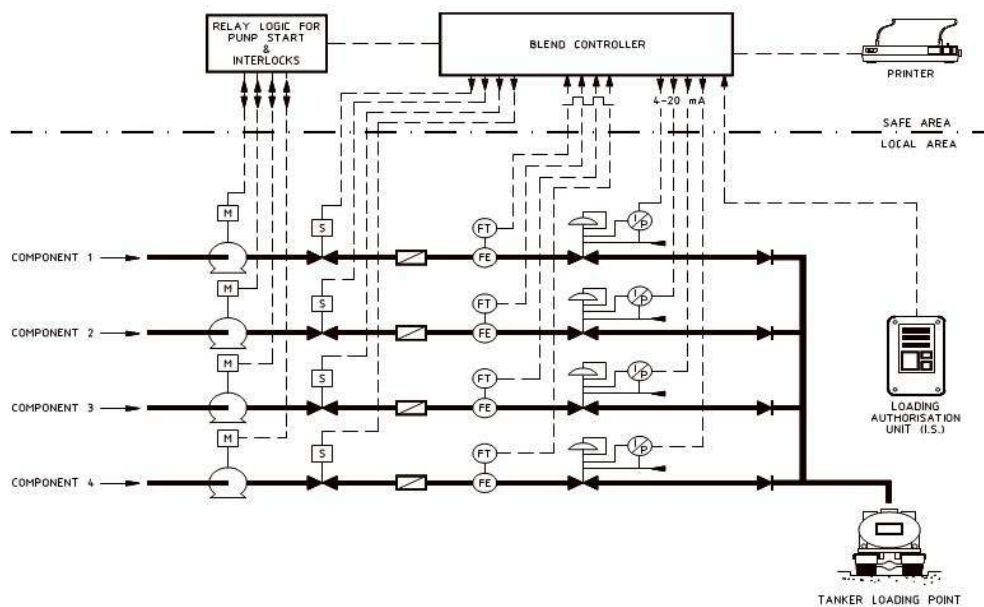 RELAY LOGIC FOR
PUMP START
&
INTERLOCKS
BLEND CONTROLLER
PRINTER
4-20 mA
SAFE AREA
LOCAL AREA
M
S
FT
I/P
COMPONENT 1
FE
M
S
FT
I/P
COMPONENT 2
FE
M
S
FT
I/P
COMPONENT 3
FE
LOADING
AUTHORISATION
UNIT (I.S.)
M
S
FT
I/P
COMPONENT 4
FE
TANKER LOADING POINT